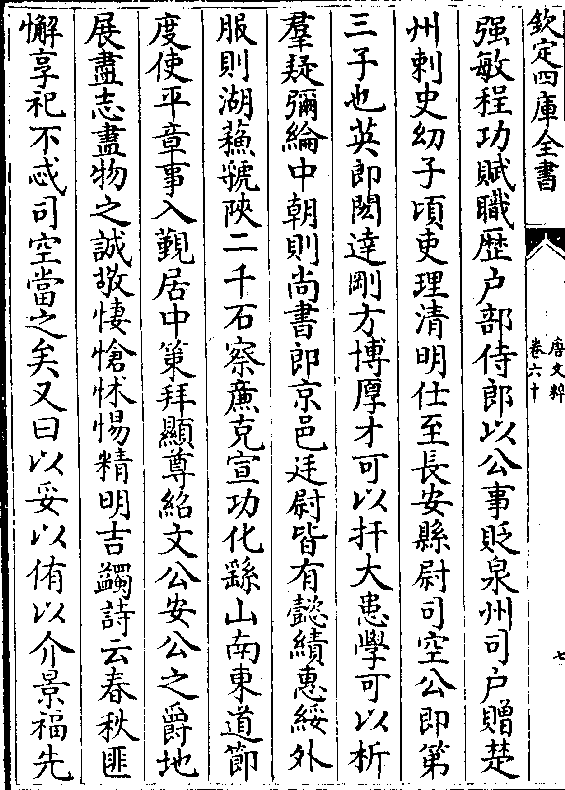 欽定四庫全書
唐文粹
卷六十
七
强敏程功賦職歴户部侍郎以公事貶泉州司户贈楚
州刺史幼子頃吏理清明仕至長安縣尉司空公即第
三子也英即閎達剛方博厚才可以扞大患學可以析
羣疑彌綸中朝則尚書郎京邑廷尉皆有懿績惠綏外
服則湖蘓虢陝二千石察亷克宣功化繇山南東道節
度使平章事入覲居中策拜顯尊紹文公安公之爵地
展盡志盡物之誠敬悽愴怵惕精明吉蠲詩云春秋匪
懈享祀不忒司空當之矣又曰以妥以侑以介景福先